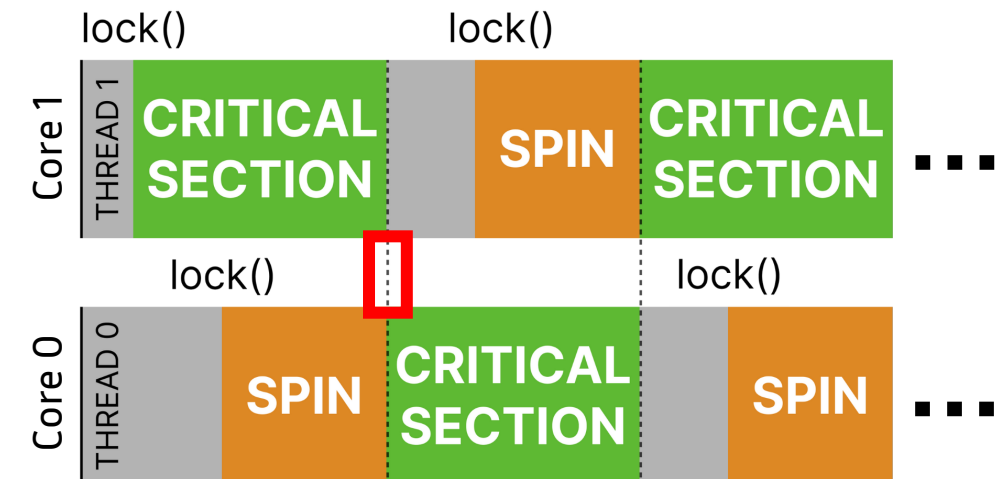 lock()
lock()
Core 1
THREAD 1
CRITICAL
SECTION
SPIN
CRITICAL
SECTION
...
lock()
lock()
Core 0
THREAD 0
SPIN
CRITICAL
SECTION
SPIN
...